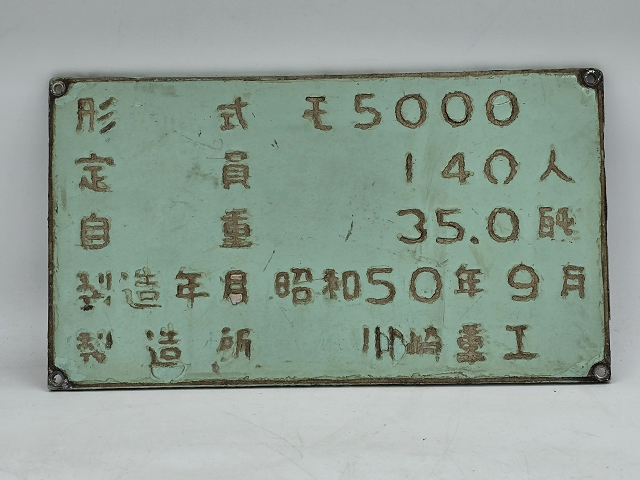 形式 モ5000
定員 140人
自重 35.0瓲
製造年月 昭和50年9月
製造所 川崎重工